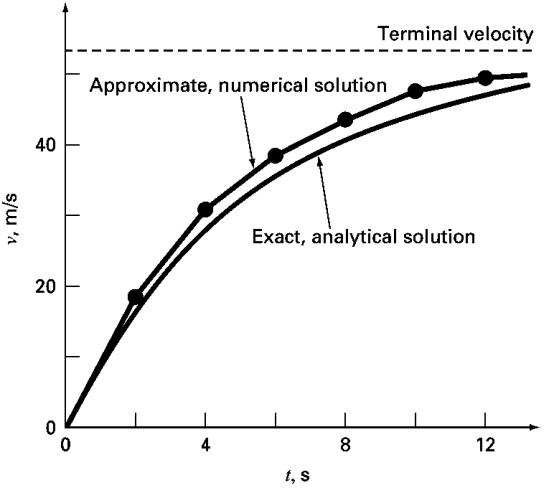 Terminal velocity
Approximate, numerical solution
40
v, m/s
Exact, analytical solution
20
0
0 4 8 12
t, s